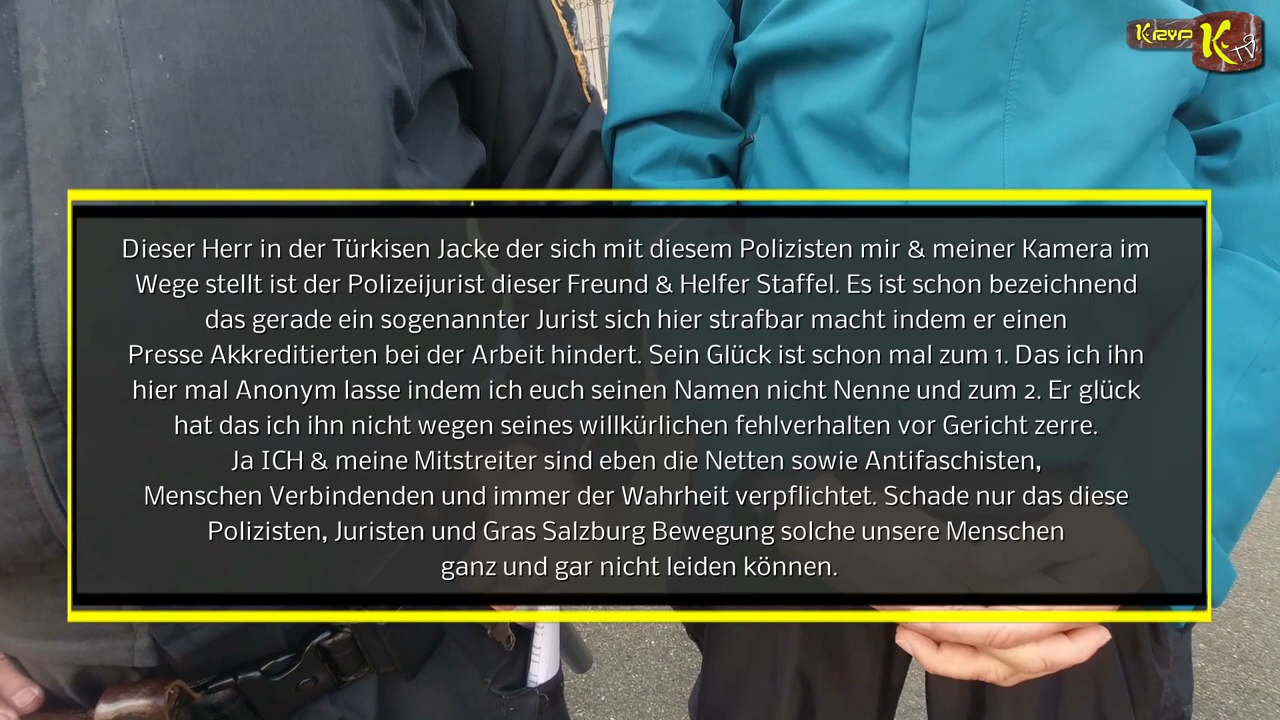 Kryp K TV
Dieser Herr in der Türkisen Jacke der sich mit diesem Polizisten mir & meiner Kamera im
Wege stellt ist der Polizeijurist dieser Freund & Helfer Staffel. Es ist schon bezeichnend
das gerade ein sogenannter Jurist sich hier strafbar macht indem er einen
Presse Akkreditierten bei der Arbeit hindert. Sein Glück ist schon mal zum 1. Das ich ihn
hier mal Anonym lasse indem ich euch seinen Namen nicht Nenne und zum 2. Er glück
hat das ich ihn nicht wegen seines willkürlichen fehlverhalten vor Gericht zerre.
Ja ICH & meine Mitstreiter sind eben die Netten sowie Antifaschisten,
Menschen Verbindenden und immer der Wahrheit verpflichtet. Schade nur das diese
Polizisten, Juristen und Gras Salzburg Bewegung solche unsere Menschen
ganz und gar nicht leiden können.